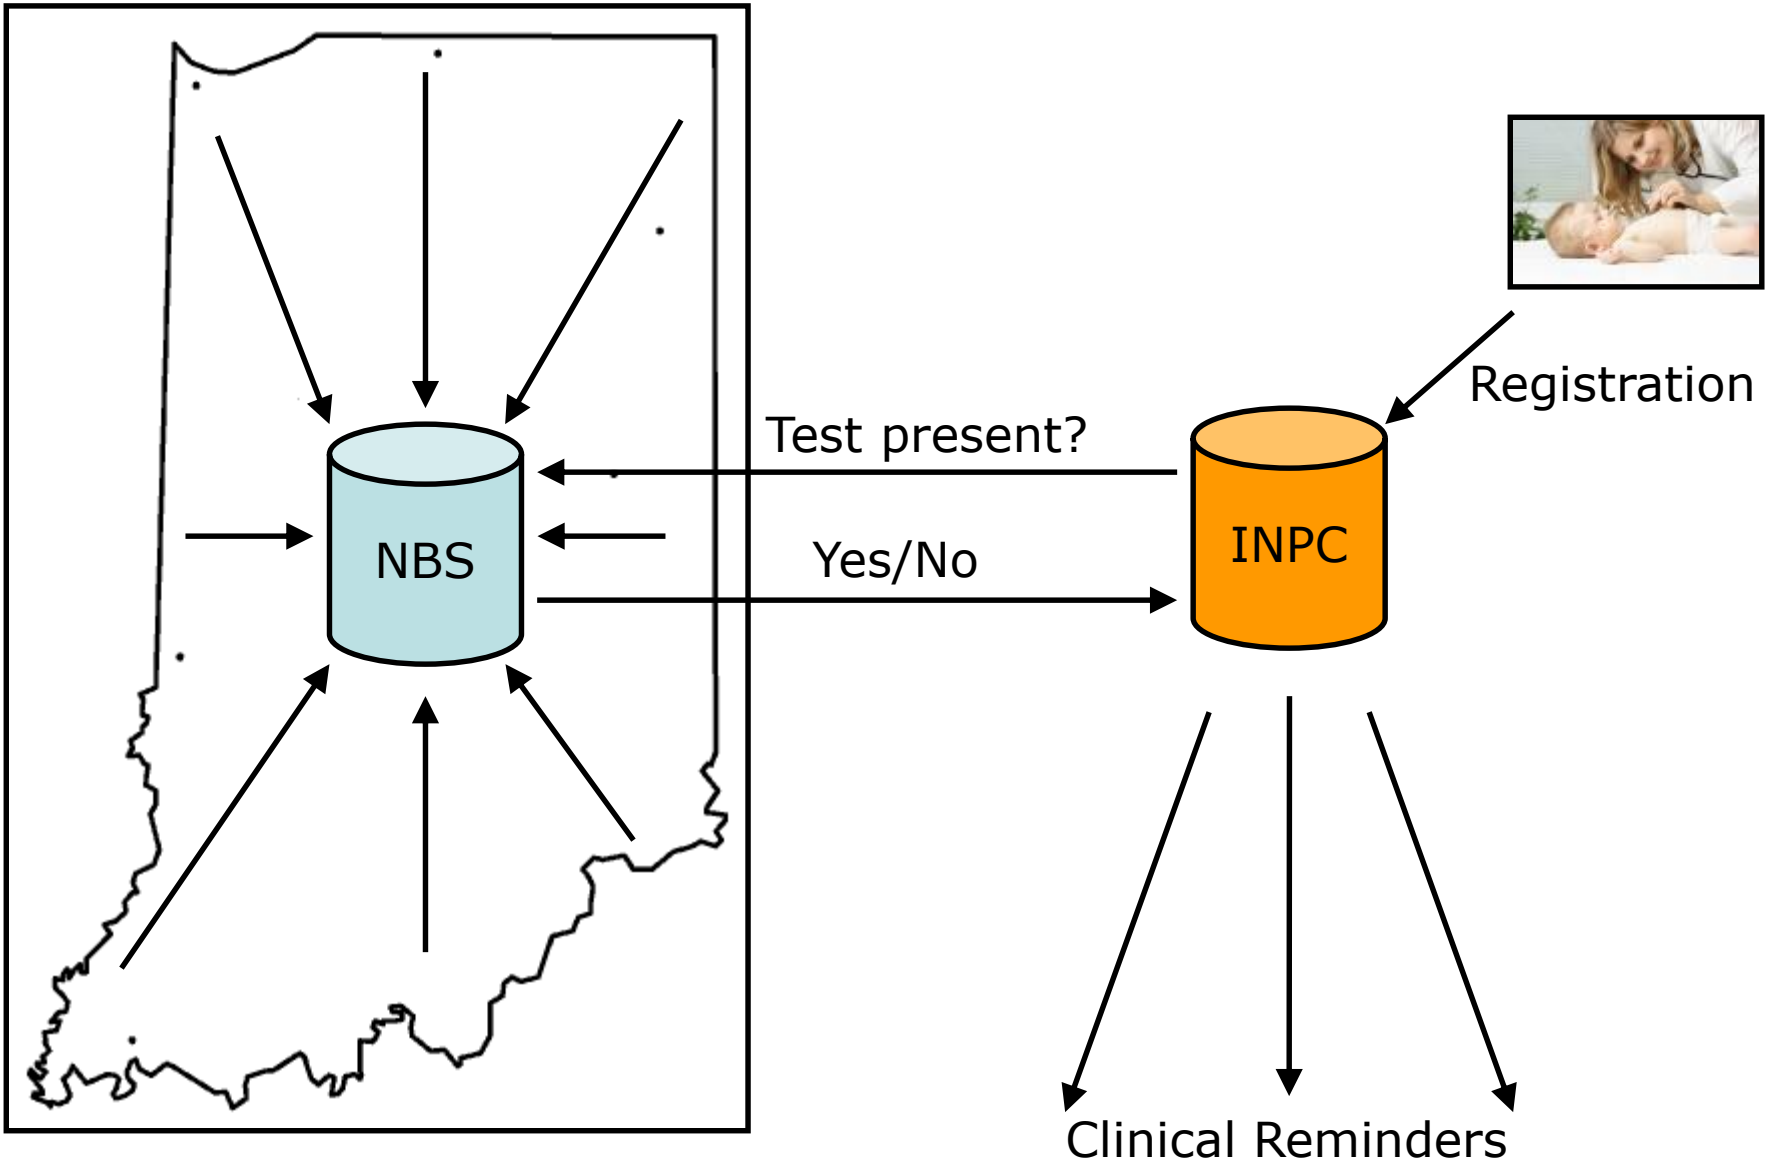 Registration
Test present?
NBS
Yes/No
INPC
Clinical Reminders